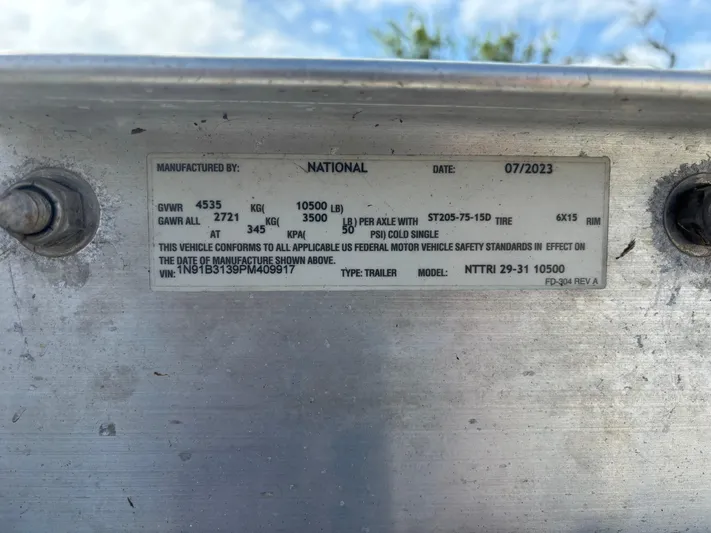 MANUFACTURED BY: NATIONAL DATE: 07/2023
GVWR 4535 KG( 10500 LB)
GAWR ALL 2721 KG( 3500 LB) PER AXLE WITH ST205-75-15D TIRE 6X15 RIM
AT 345 KPA( 50 PSI) COLD SINGLE
THIS VEHICLE CONFORMS TO ALL APPLICABLE US FEDERAL MOTOR VEHICLE SAFETY STANDARDS IN EFFECT ON
THE DATE OF MANUFACTURE SHOWN ABOVE.
VIN: 1N91B3139PM409917 TYPE: TRAILER MODEL: NTTRI 29-31 10500
FD-304 REV A